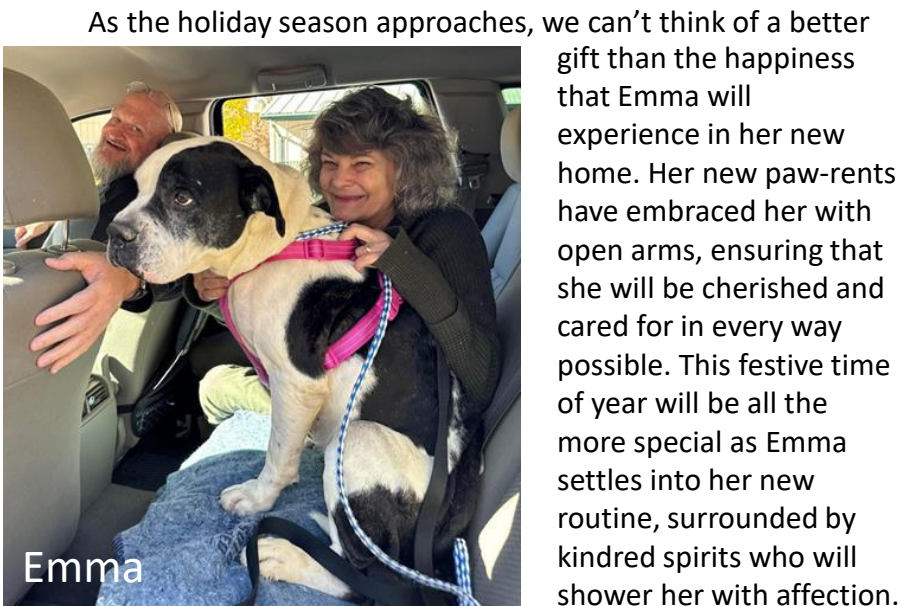 As the holiday season approaches, we can’t think of a better
gift than the happiness
that Emma will
experience in her new
home. Her new paw-rents
have embraced her with
open arms, ensuring that
she will be cherished and
cared for in every way
possible. This festive time
of year will be all the
more special as Emma
settles into her new
routine, surrounded by
kindred spirits who will
shower her with affection.
Emma